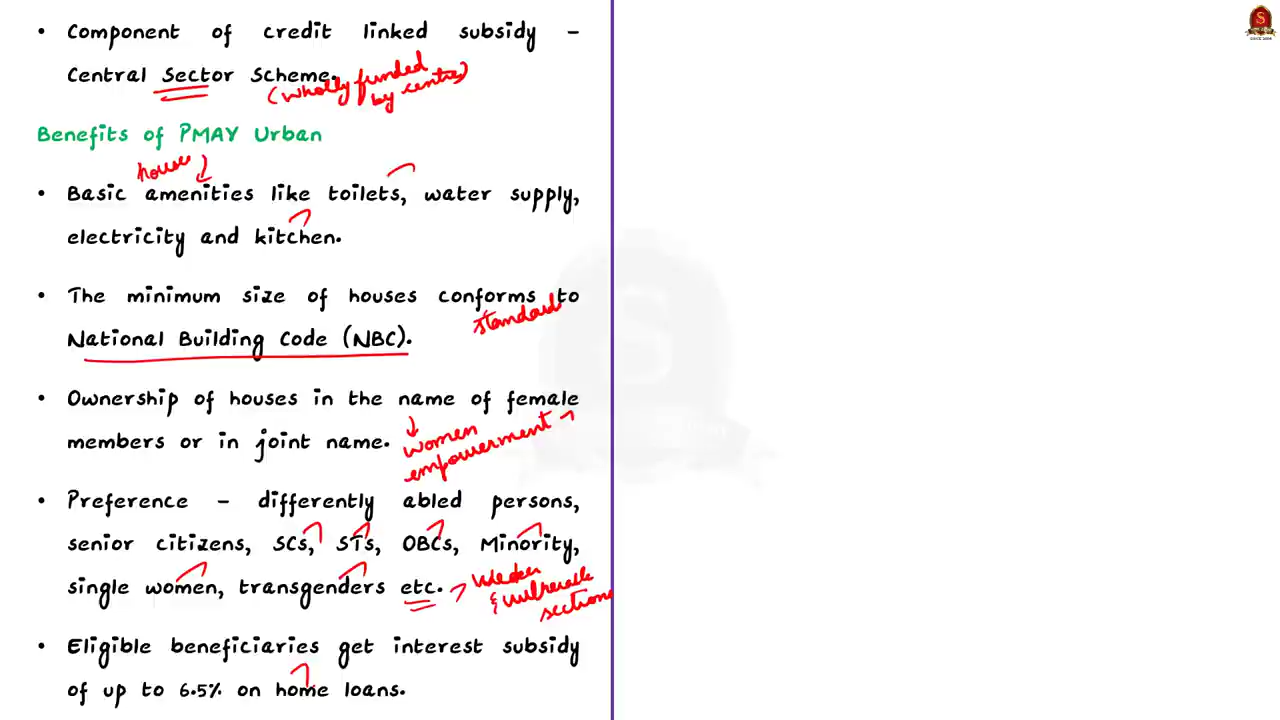 • Component of credit linked subsidy –
Central Sector Scheme.
(wholly funded
by centre)
Benefits of PMAY Urban
house
• Basic amenities like toilets, water supply,
electricity and kitchen.
• The minimum size of houses conforms to
standard
National Building Code (NBC).
• Ownership of houses in the name of female
members or in joint name.
women
empowerment
• Preference – differently abled persons,
senior citizens, SCs, STs, OBCs, Minority,
single women, transgenders etc.
weaker
& vulnerable
sections
• Eligible beneficiaries get interest subsidy
of up to 6.5% on home loans.
S